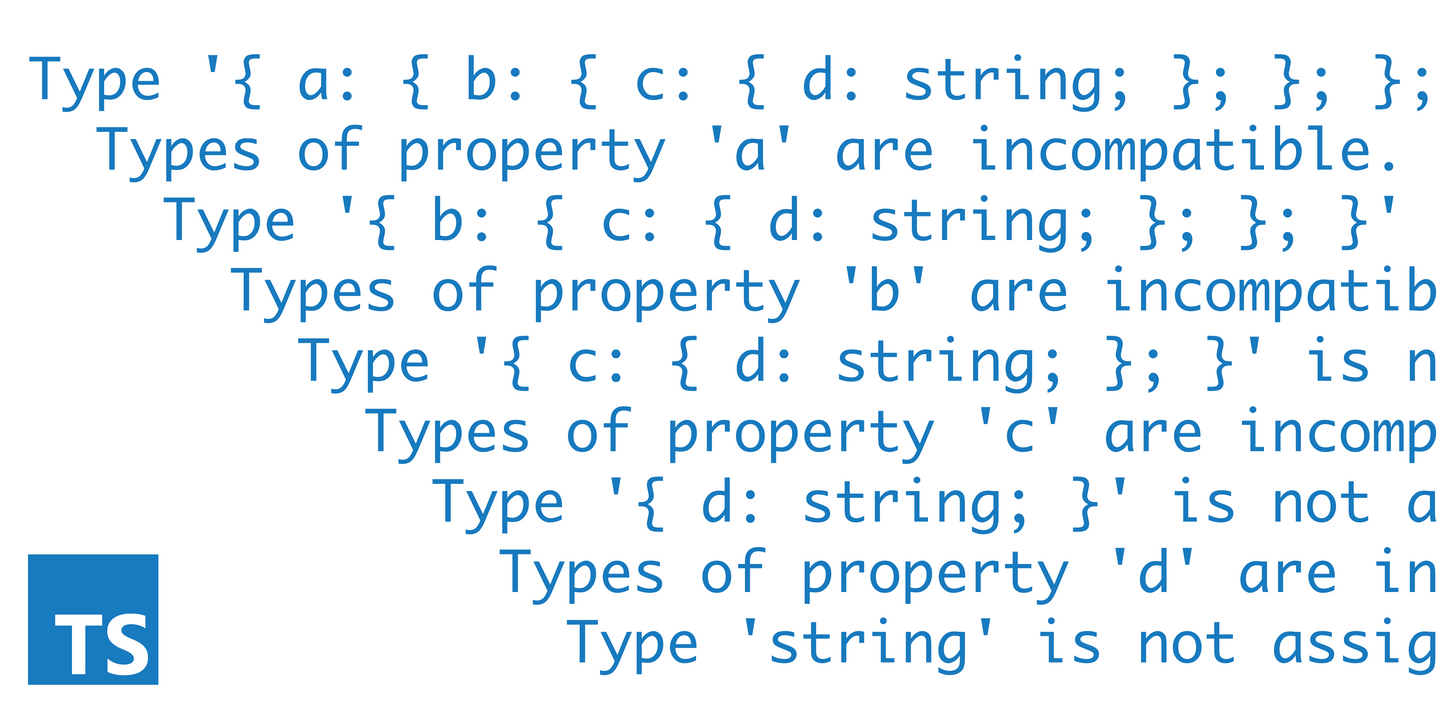 Type '{ a: { b: { c: { d: string; }; }; };
Types of property 'a' are incompatible.
Type '{ b: { c: { d: string; }; }; }'
Types of property 'b' are incompatib
Type '{ c: { d: string; }; }' is n
Types of property 'c' are incomp
Type '{ d: string; }' is not a
Types of property 'd' are in
Type 'string' is not assig
TS